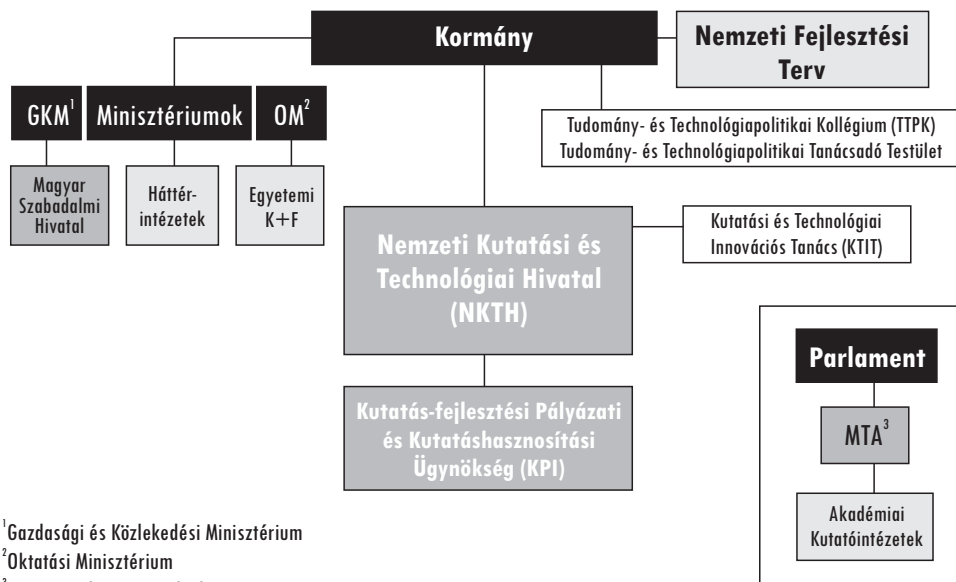 Kormány
Nemzeti Fejlesztési
Terv
GKM¹
Minisztériumok
OM²
Tudomány- és Technológiapolitikai Kollégium (TTPK)
Tudomány- és Technológiapolitikai Tanácsadó Testület
Magyar
Szabadalmi
Hivatal
Háttér-
intézetek
Egyetemi
K+F
Nemzeti Kutatási és
Technológiai Hivatal
(NKTH)
Kutatási és Technológiai
Innovációs Tanács (KTIT)
Parlament
Kutatás-fejlesztési Pályázati
és Kutatáshasznosítási
Ügynökség (KPI)
MTA³
Akadémiai
Kutatóintézetek
¹Gazdasági és Közlekedési Minisztérium
²Oktatási Minisztérium